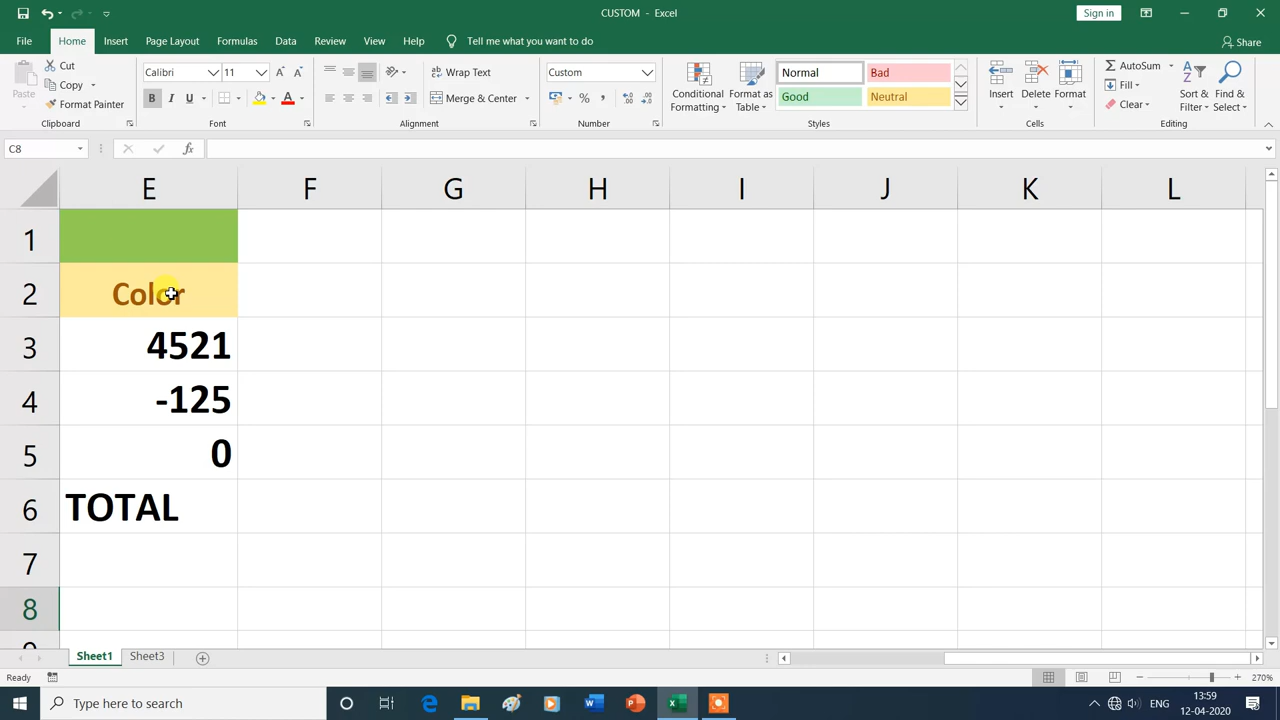 CUSTOM - Excel
Sign in
File Home Insert Page Layout Formulas Data Review View Help Tell me what you want to do Share
Paste
Cut
Copy
Format Painter
Clipboard
Calibri 11
B I U
Font
Wrap Text
Merge & Center
Alignment
Custom
%
Number
Conditional Formatting
Format as Table
Normal Bad
Good Neutral
Styles
Insert Delete Format
Cells
AutoSum
Fill
Clear
Sort & Filter
Find & Select
Editing
C8 fx
E F G H I J K L
1
2 Color
3 4521
4 -125
5 0
6 TOTAL
7
8
Sheet1 Sheet3
Ready 270%
Type here to search
ENG
13:59
12-04-2020